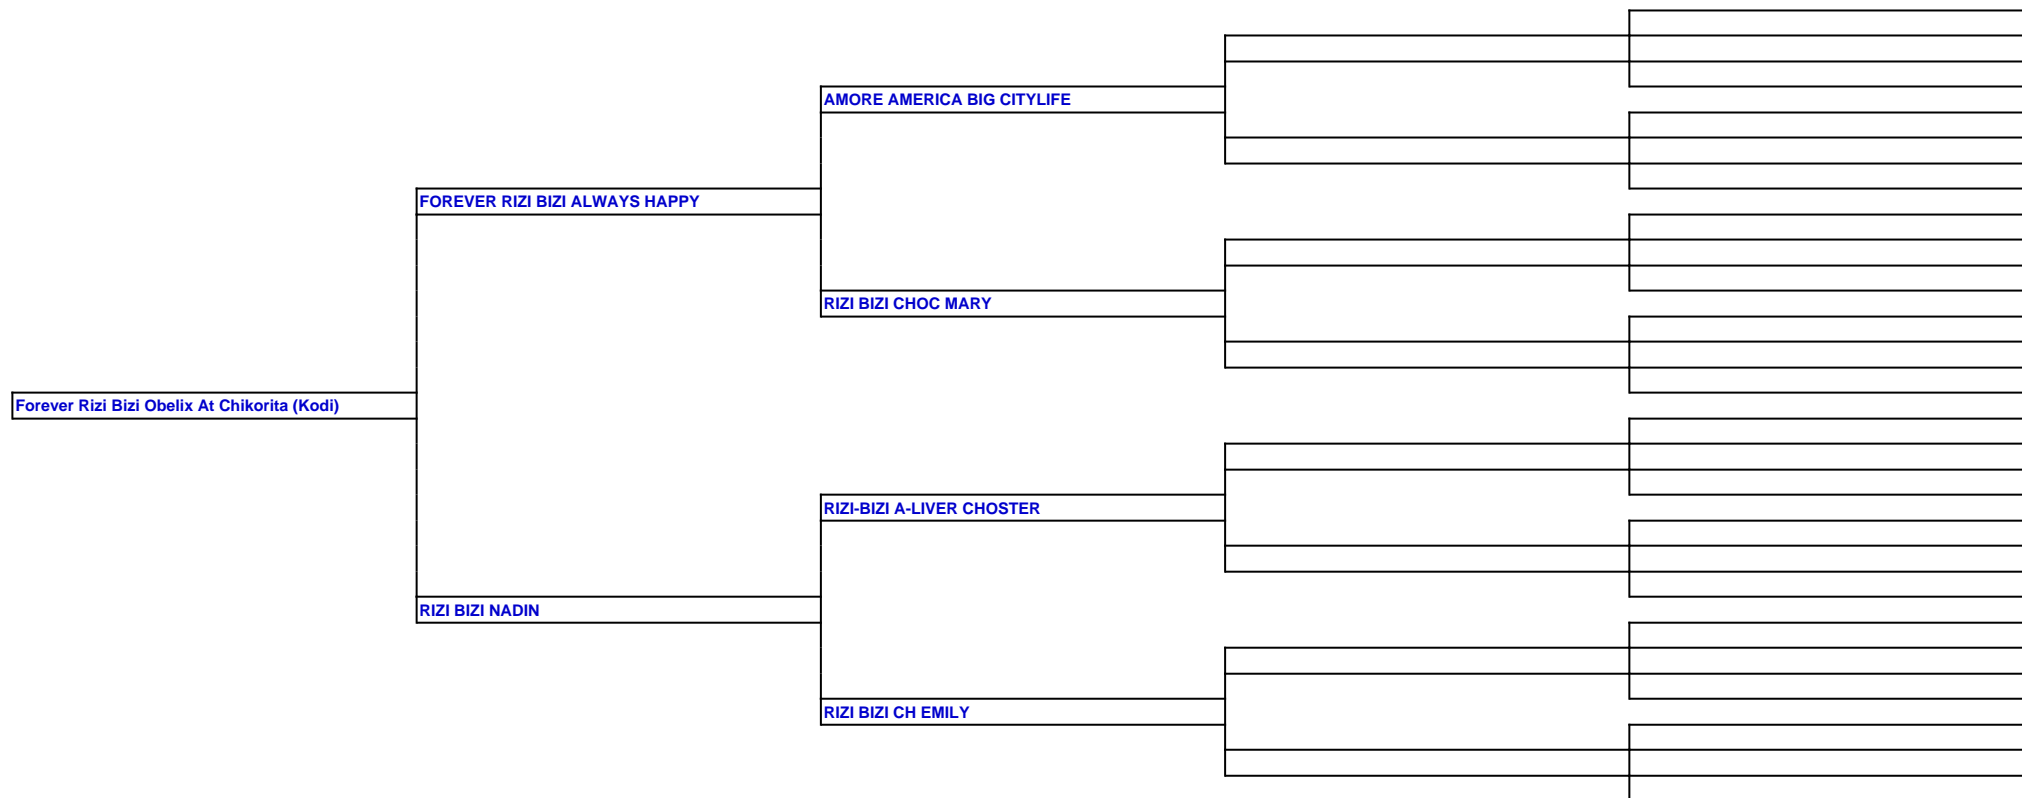 AMORE AMERICA BIG CITYLIFE
FOREVER RIZI BIZI ALWAYS HAPPY
RIZI BIZI CHOC MARY
Forever Rizi Bizi Obelix At Chikorita (Kodi)
RIZI-BIZI A-LIVER CHOSTER
RIZI BIZI NADIN
RIZI BIZI CH EMILY